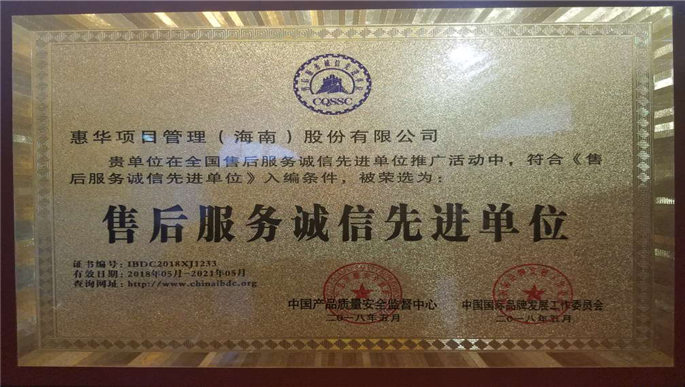 CQSSC
惠华项目管理（海南）股份有限公司
贵单位在全国售后服务诚信先进单位推广活动中，符合《售
后服务诚信先进单位》入编条件，被荣选为：
售后服务诚信先进单位
证书编号：IBDC2018XJ1233
有效日期：2018年05月-2021年05月
查询网址：http://www.chinaibdc.org
中国产品质量安全监督中心
二〇一八年五月
中国国际品牌发展工作委员会
二〇一八年五月